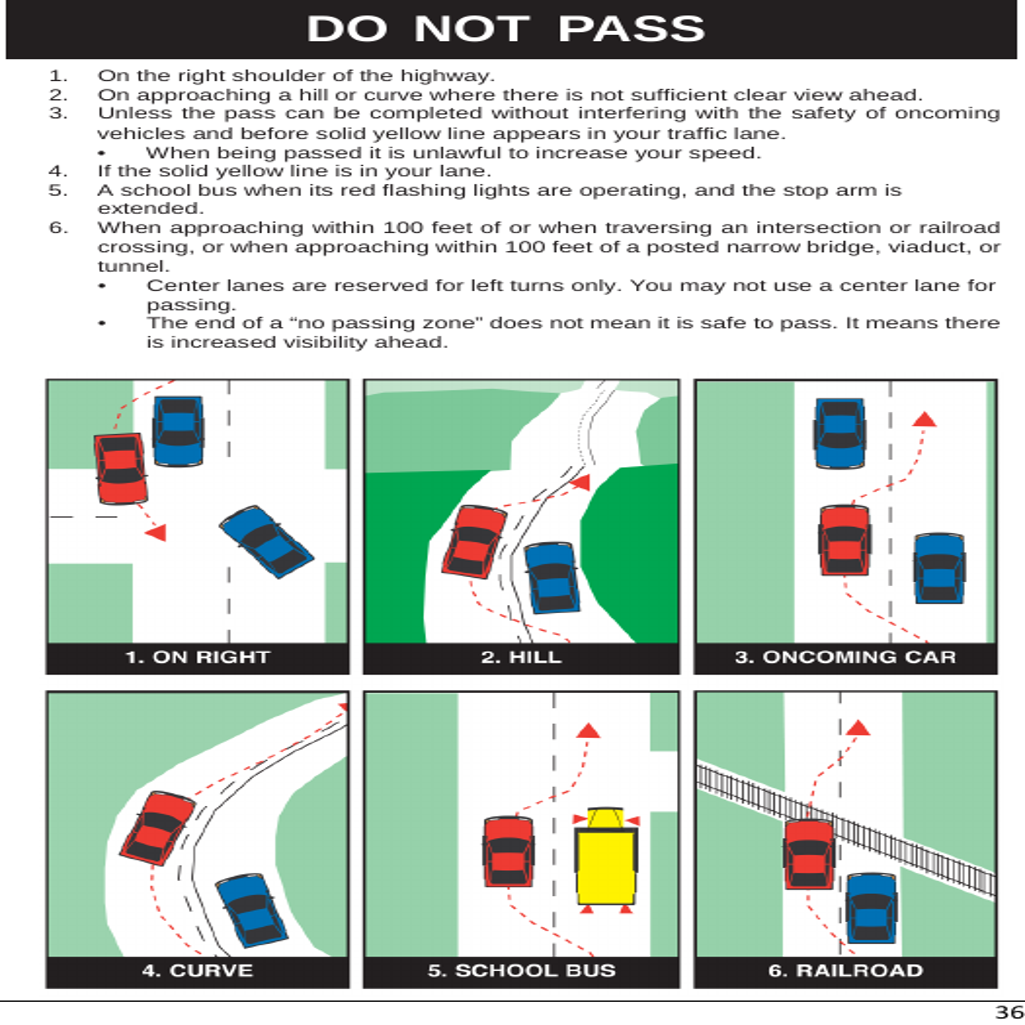 DO NOT PASS
1. On the right shoulder of the highway.
2. On approaching a hill or curve where there is not sufficient clear view ahead.
3. Unless the pass can be completed without interfering with the safety of oncoming
vehicles and before solid yellow line appears in your traffic lane.
• When being passed it is unlawful to increase your speed.
4. If the solid yellow line is in your lane.
5. A school bus when its red flashing lights are operating, and the stop arm is
extended.
6. When approaching within 100 feet of or when traversing an intersection or railroad
crossing, or when approaching within 100 feet of a posted narrow bridge, viaduct, or
tunnel.
• Center lanes are reserved for left turns only. You may not use a center lane for
passing.
• The end of a “no passing zone” does not mean it is safe to pass. It means there
is increased visibility ahead.
1. ON RIGHT
2. HILL
3. ONCOMING CAR
4. CURVE
5. SCHOOL BUS
6. RAILROAD
36